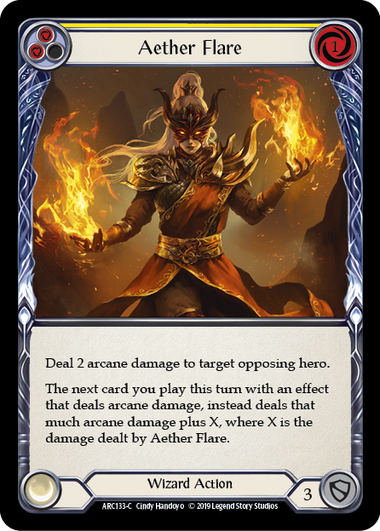 Aether Flare
1
Deal 2 arcane damage to target opposing hero.
The next card you play this turn with an effect
that deals arcane damage, instead deals that
much arcane damage plus X, where X is the
damage dealt by Aether Flare.
Wizard Action
3
ARC133-C Cindy Handoyo © 2019 Legend Story Studios